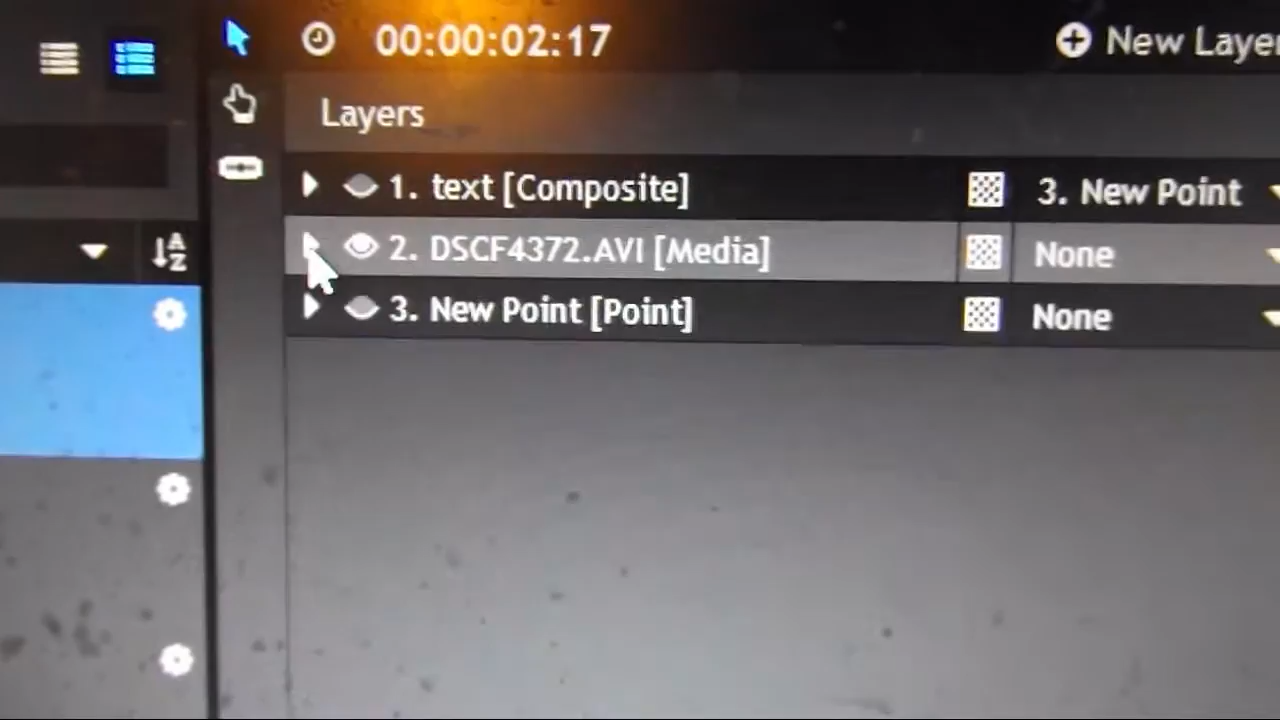 00:00:02:17 New Layer
Layers
1. text [Composite] 3. New Point
2. DSCF4372.AVI [Media] None
3. New Point [Point] None
A
Z